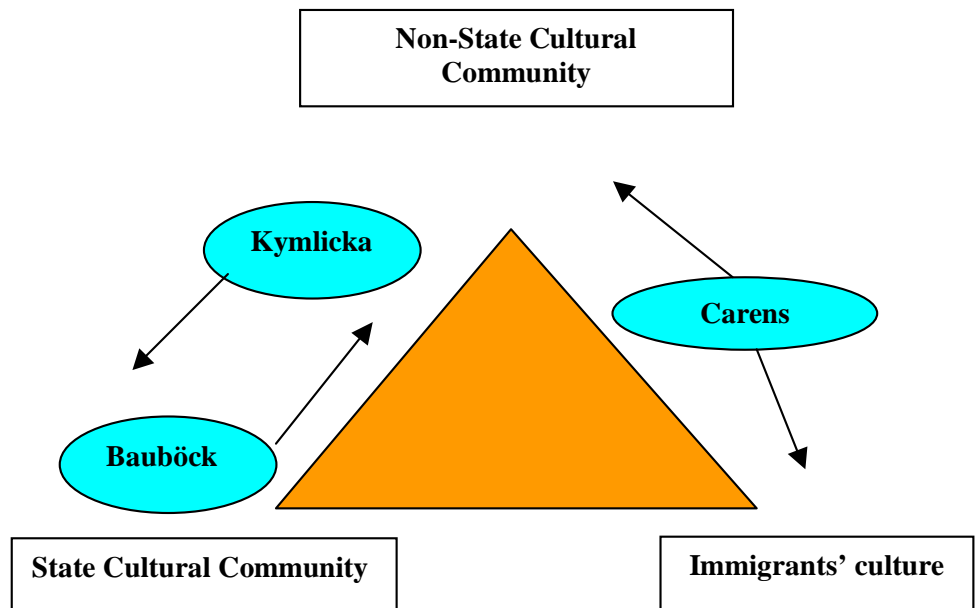 Non-State Cultural
Community
Kymlicka
Carens
Bauböck
State Cultural Community
Immigrants’ culture